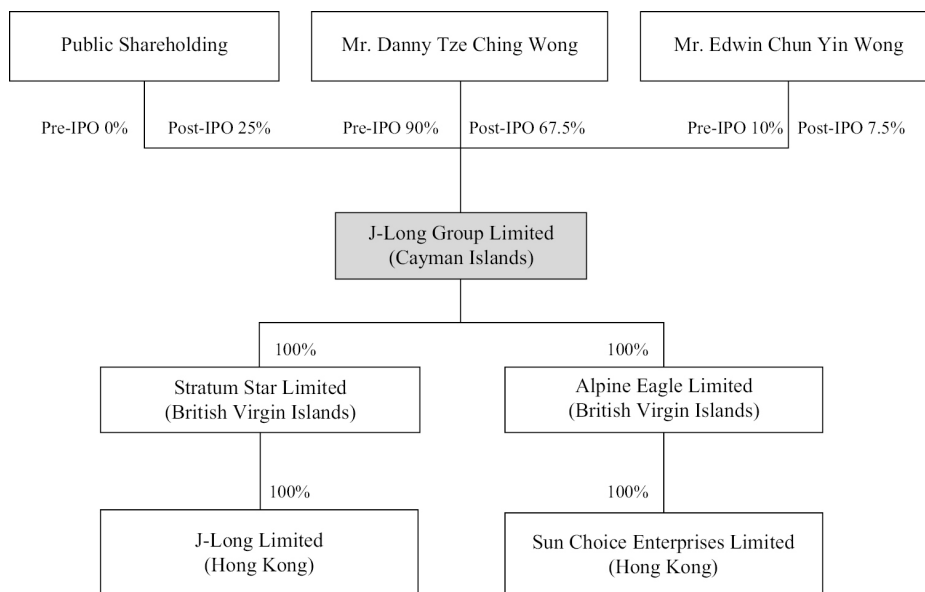 Public Shareholding
Mr. Danny Tze Ching Wong
Mr. Edwin Chun Yin Wong
Pre-IPO 0%
Post-IPO 25%
Pre-IPO 90%
Post-IPO 67.5%
Pre-IPO 10%
Post-IPO 7.5%
J-Long Group Limited
(Cayman Islands)
100%
100%
Stratum Star Limited
(British Virgin Islands)
Alpine Eagle Limited
(British Virgin Islands)
100%
100%
J-Long Limited
(Hong Kong)
Sun Choice Enterprises Limited
(Hong Kong)